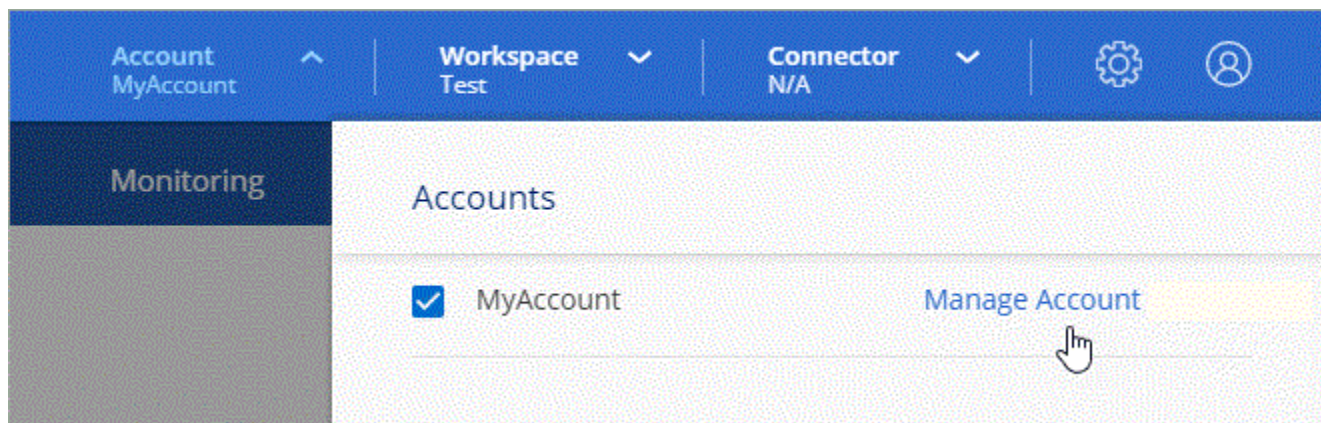 Account
MyAccount
Workspace
Test
Connector
N/A
Monitoring
Accounts
MyAccount
Manage Account